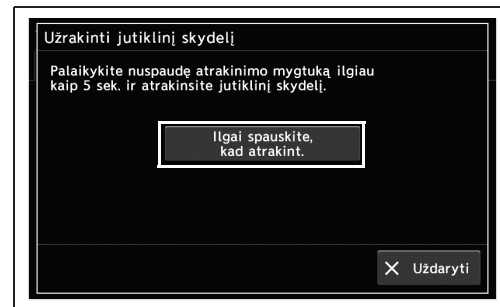 Užrakinti jutiklinį skydelį
Palaikykite nuspaudę atrakinimo mygtuką ilgiau
kaip 5 sek. ir atrakinsite jutiklinį skydelį.
Ilgai spauskite,
kad atrakint.
Uždaryti